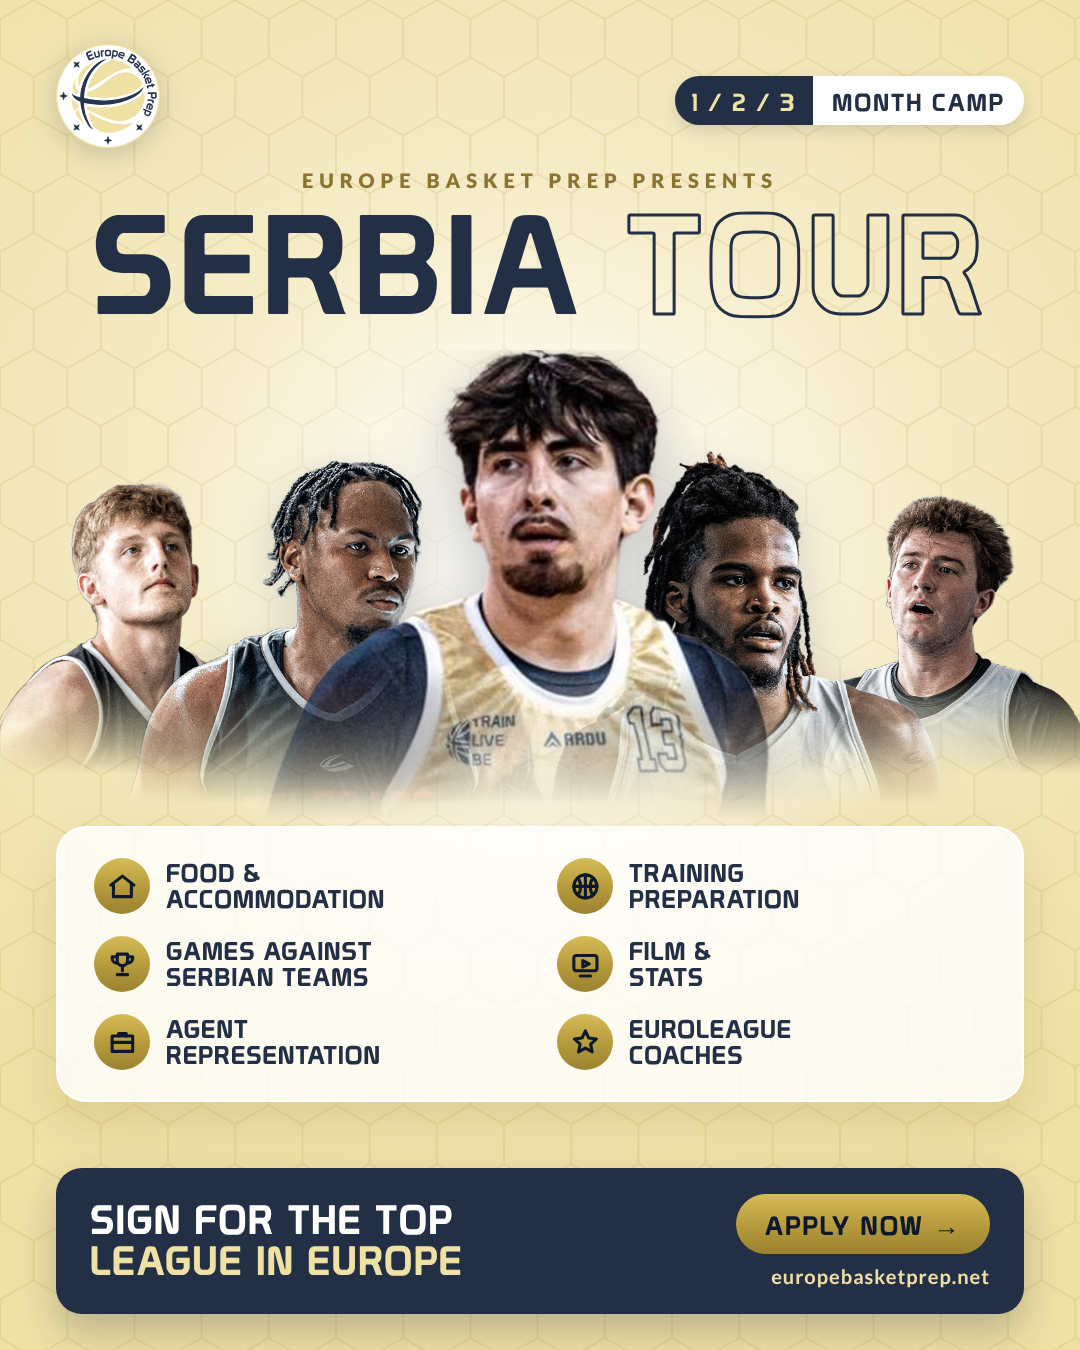 Europe Basket Prep
1 / 2 / 3 MONTH CAMP
EUROPE BASKET PREP PRESENTS
SERBIA TOUR
TRAIN
LIVE
BE
ARDU
13
FOOD &
ACCOMMODATION
TRAINING
PREPARATION
GAMES AGAINST
SERBIAN TEAMS
FILM &
STATS
AGENT
REPRESENTATION
EUROLEAGUE
COACHES
SIGN FOR THE TOP
LEAGUE IN EUROPE
APPLY NOW →
europebasketprep.net